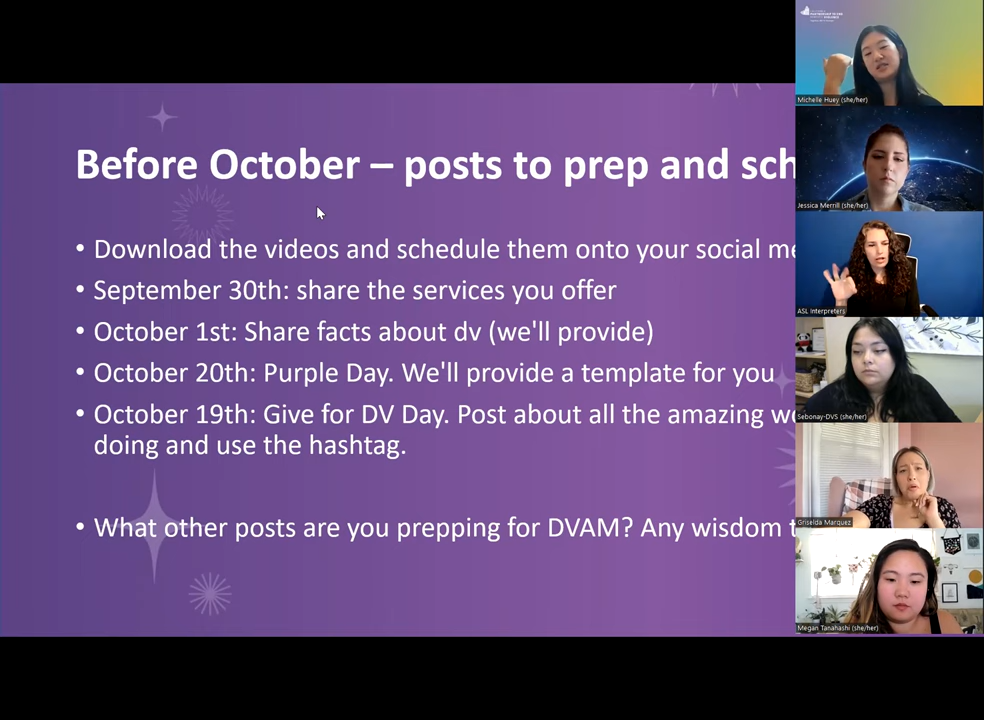 Before October – posts to prep and sch
• Download the videos and schedule them onto your social me
• September 30th: share the services you offer
• October 1st: Share facts about dv (we'll provide)
• October 20th: Purple Day. We'll provide a template for you
• October 19th: Give for DV Day. Post about all the amazing w
doing and use the hashtag.
• What other posts are you prepping for DVAM? Any wisdom t
PARTNERSHIP TO END
Michelle Huey (she/her)
Jessica Merrill (she/her)
ASL Interpreters
Sebonay-DVS (she/her)
Griselda Marquez
Megan Tanahashi (she/her)